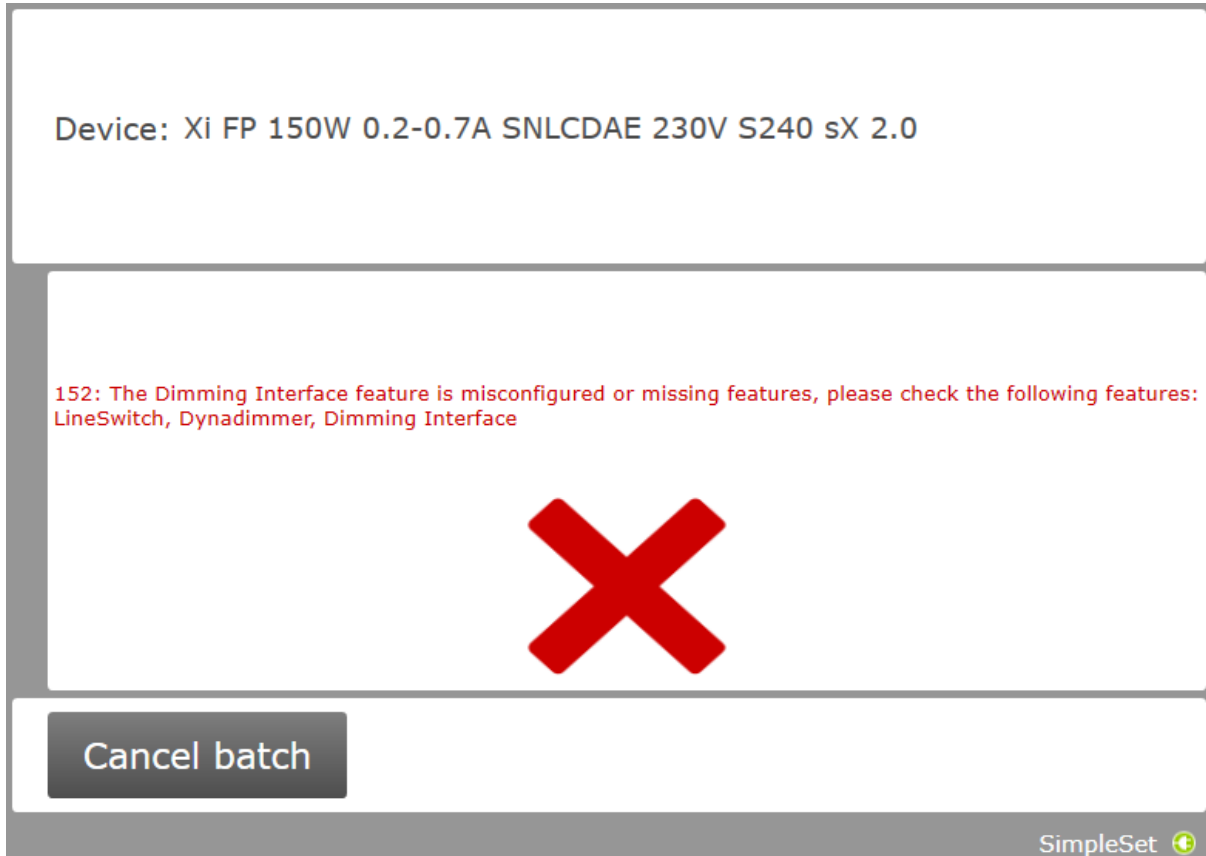 Device: Xi FP 150W 0.2-0.7A SNLCDAE 230V S240 sX 2.0
152: The Dimming Interface feature is misconfigured or missing features, please check the following features:
LineSwitch, Dynadimmer, Dimming Interface
Cancel batch
SimpleSet